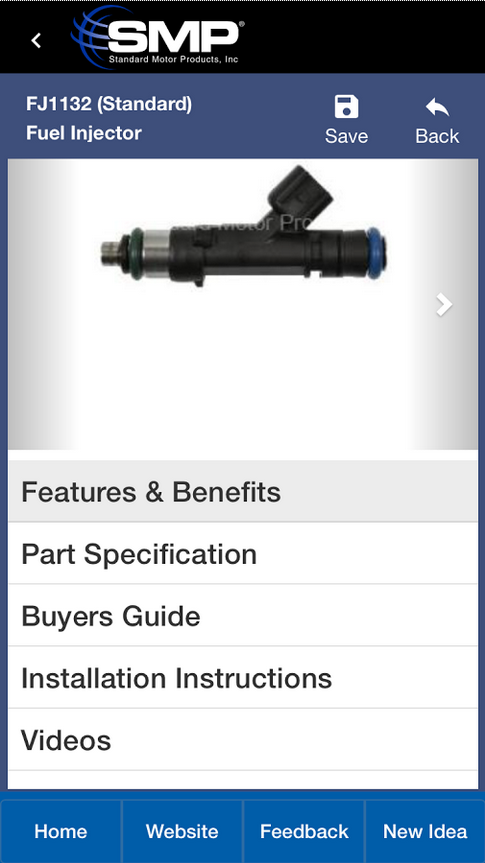 SMP®
Standard Motor Products, Inc
FJ1132 (Standard)
Fuel Injector
Save
Back
Motor Pro
Features & Benefits
Part Specification
Buyers Guide
Installation Instructions
Videos
Home
Website
Feedback
New Idea